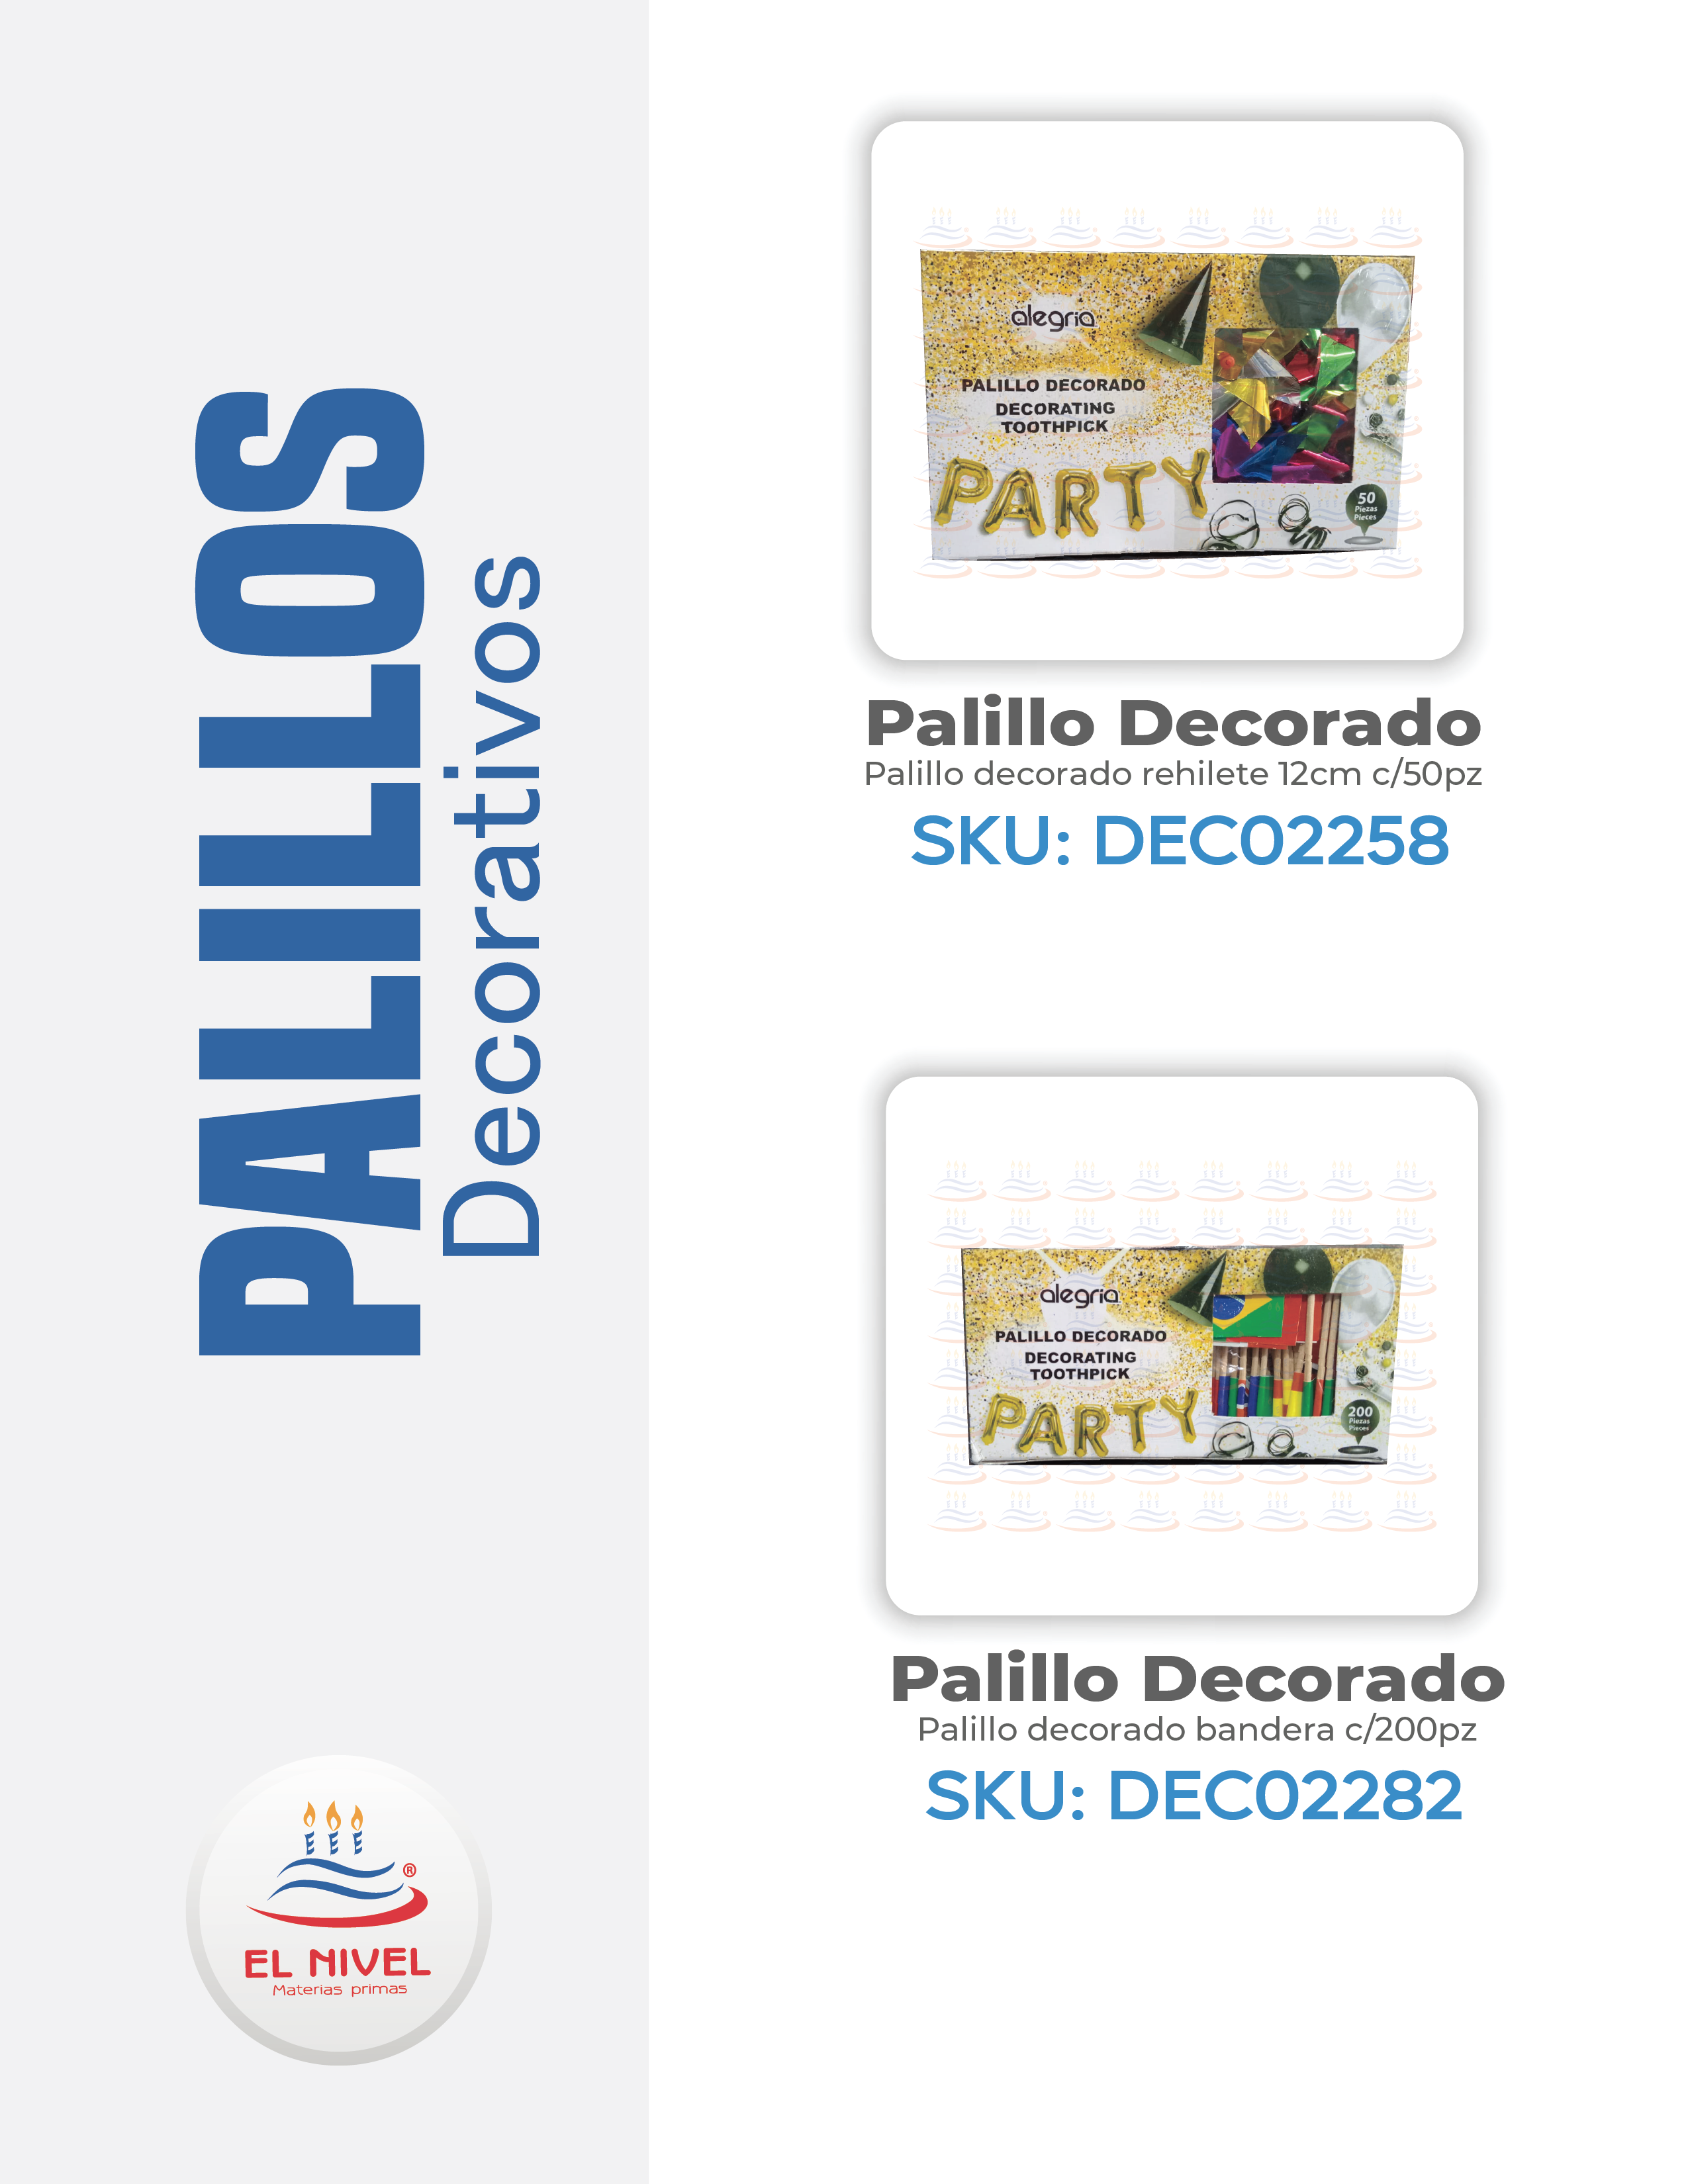 PALILLOS
Decorativos
alegria
PALILLO DECORADO
DECORATING
TOOTHPICK
PARTY
50
Piezas
Pieces
Palillo Decorado
Palillo decorado rehilete 12cm c/50pz
SKU: DEC02258
alegria
PALILLO DECORADO
DECORATING
TOOTHPICK
PARTY
200
Piezas
Pieces
Palillo Decorado
Palillo decorado bandera c/200pz
SKU: DEC02282
®
EL NIVEL
Materias primas